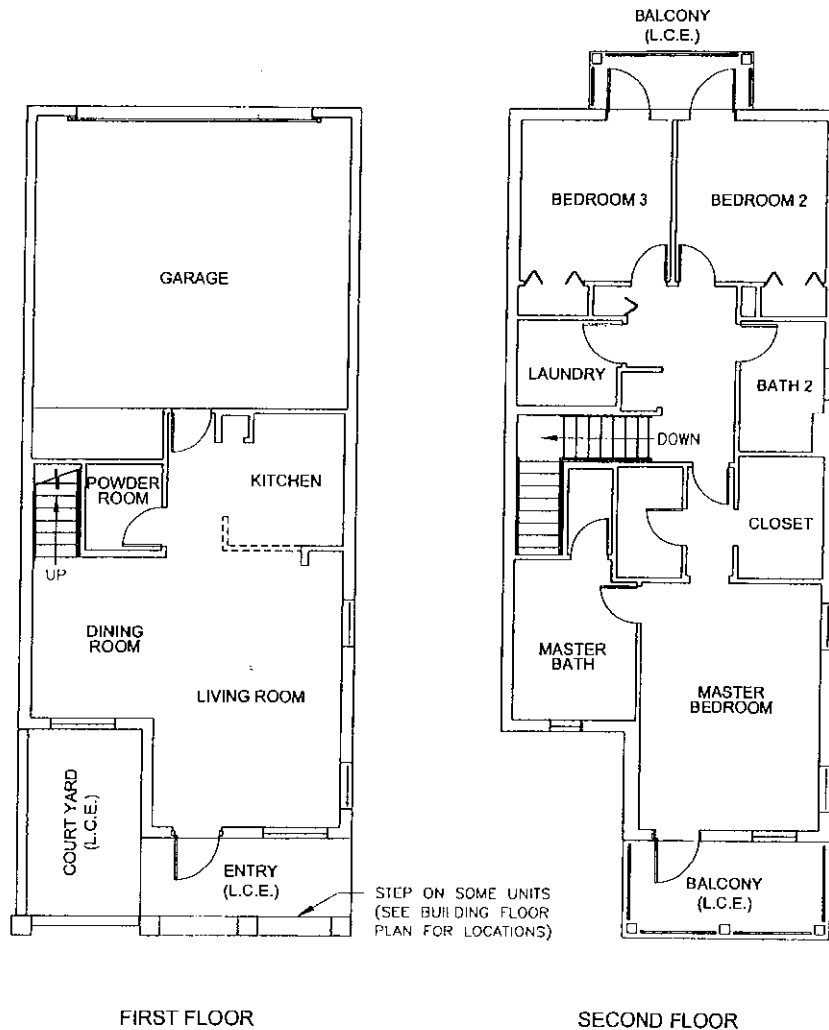 BALCONY
(L.C.E.)
GARAGE
POWDER
ROOM
KITCHEN
UP
DINING
ROOM
LIVING ROOM
COURT YARD
(L.C.E.)
ENTRY
(L.C.E.)
STEP ON SOME UNITS
(SEE BUILDING FLOOR
PLAN FOR LOCATIONS)
FIRST FLOOR
BEDROOM 3
BEDROOM 2
LAUNDRY
BATH 2
DOWN
CLOSET
MASTER
BATH
MASTER
BEDROOM
BALCONY
(L.C.E.)
SECOND FLOOR